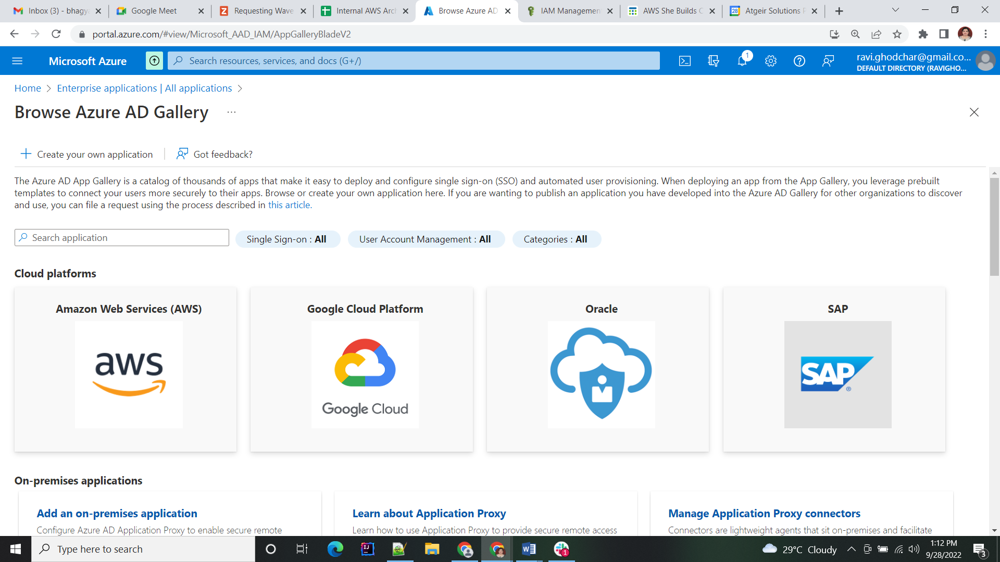 Inbox (3) - bhagy
Google Meet
Requesting Wave
Internal AWS Arch
Browse Azure AD
IAM Management
AWS She Builds C
28
Atgeir Solutions P
portal.azure.com/#view/Microsoft_AAD_IAM/AppGalleryBladeV2
Microsoft Azure
Search resources, services, and docs (G+/)
1
ravi.ghodchar@gmail.co...
DEFAULT DIRECTORY (RAVIGHO...
Home > Enterprise applications | All applications >
Browse Azure AD Gallery ...
Create your own application
Got feedback?
The Azure AD App Gallery is a catalog of thousands of apps that make it easy to deploy and configure single sign-on (SSO) and automated user provisioning. When deploying an app from the App Gallery, you leverage prebuilt
templates to connect your users more securely to their apps. Browse or create your own application here. If you are wanting to publish an application you have developed into the Azure AD Gallery for other organizations to discover
and use, you can file a request using the process described in this article.
Search application
Single Sign-on : All
User Account Management : All
Categories : All
Cloud platforms
Amazon Web Services (AWS)
Google Cloud Platform
Oracle
SAP
aws
Google Cloud
SAP®
On-premises applications
Add an on-premises application
Learn about Application Proxy
Manage Application Proxy connectors
Configure Azure AD Application Proxy to enable secure remote
Learn how to use Application Proxy to provide secure remote access
Connectors are lightweight agents that sit on-premises and facilitate
Type here to search
IJ
1
29°C Cloudy
1:12 PM
9/28/2022
3